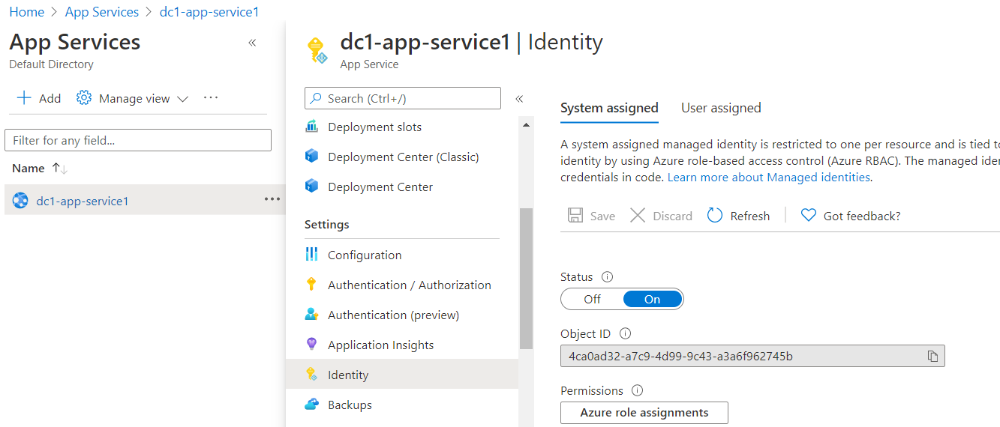 Home > App Services > dc1-app-service1
App Services
«
Default Directory
+ Add Manage view ···
Filter for any field...
Name ↑↓
dc1-app-service1 ···
dc1-app-service1 | Identity
App Service
Search (Ctrl+/)
«
Deployment slots
Deployment Center (Classic)
Deployment Center
Settings
Configuration
Authentication / Authorization
Authentication (preview)
Application Insights
Identity
Backups
System assigned User assigned
A system assigned managed identity is restricted to one per resource and is tied to
identity by using Azure role-based access control (Azure RBAC). The managed iden
credentials in code. Learn more about Managed identities.
Save Discard Refresh Got feedback?
Status
Off On
Object ID
4ca0ad32-a7c9-4d99-9c43-a3a6f962745b
Permissions
Azure role assignments